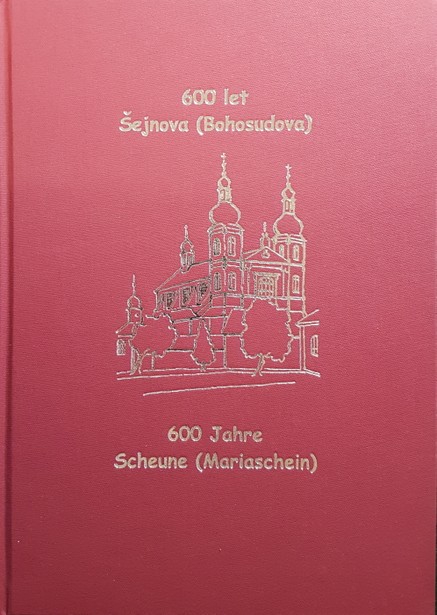 600 let
Šejnova (Bohosudova)
600 Jahre
Scheune (Mariaschein)